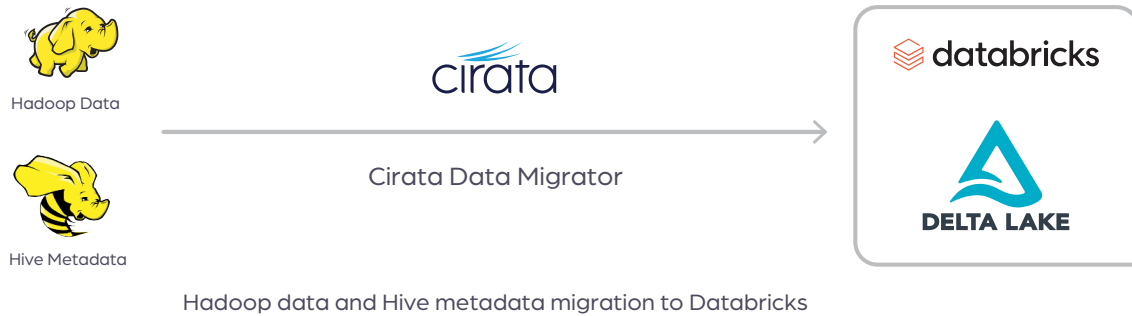 Hadoop Data
cirata
databricks
Cirata Data Migrator
DELTA LAKE
Hive Metadata
Hadoop data and Hive metadata migration to Databricks